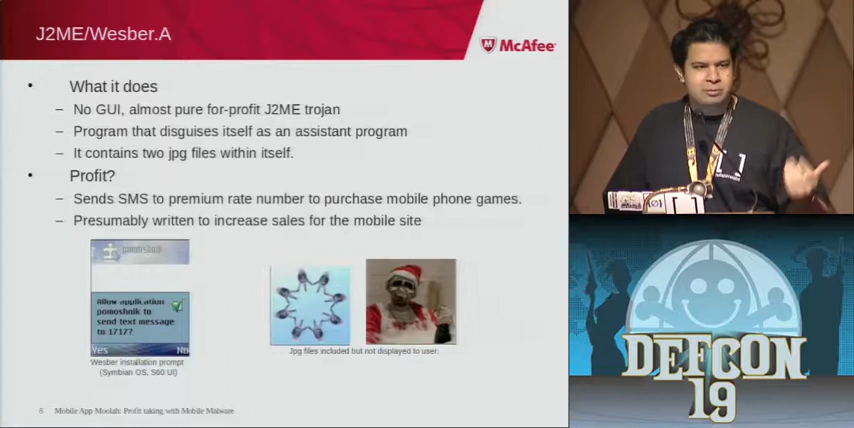 J2ME/Wesber.A
McAfee
• What it does
– No GUI, almost pure for-profit J2ME trojan
– Program that disguises itself as an assistant program
– It contains two jpg files within itself.
• Profit?
– Sends SMS to premium rate number to purchase mobile phone games.
– Presumably written to increase sales for the mobile site
pomoshnik
Allow application
pomoshnik to
send text message
to 1717?
Yes No
Wesber installation prompt
(Symbian OS, S60 UI)
Jpg files included but not displayed to user.
6 Mobile App Moolah: Profit taking with Mobile Malware
DEFCON
19